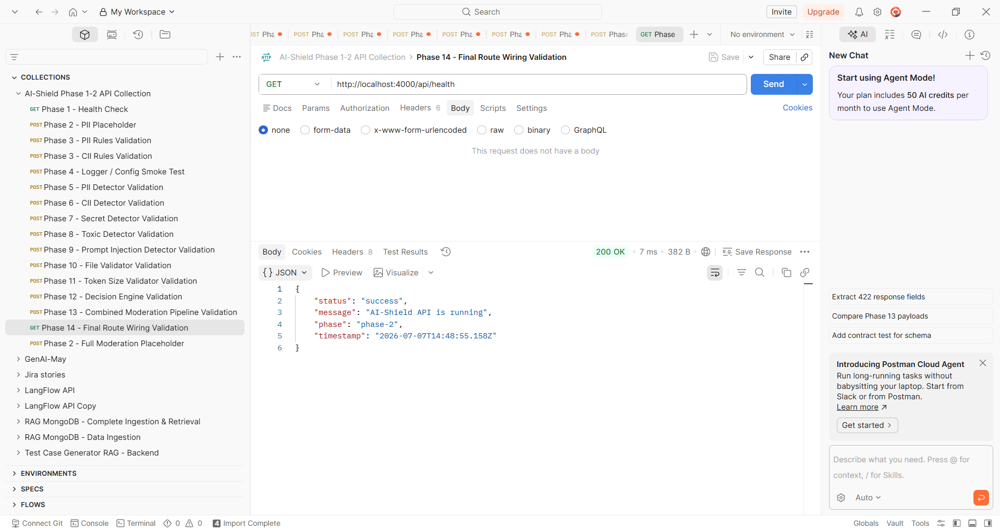 My Workspace
Search
Invite
Upgrade
AI
POST Pha
POST Pha
POST Pha
POST Pha
POST Pha
POST Pha
POST Phase
GET Phase
No environment
COLLECTIONS
AI-Shield Phase 1-2 API Collection
GET Phase 1 - Health Check
POST Phase 2 - PII Placeholder
POST Phase 3 - PII Rules Validation
POST Phase 3 - CII Rules Validation
POST Phase 4 - Logger / Config Smoke Test
POST Phase 5 - PII Detector Validation
POST Phase 6 - CII Detector Validation
POST Phase 7 - Secret Detector Validation
POST Phase 8 - Toxic Detector Validation
POST Phase 9 - Prompt Injection Detector Validation
POST Phase 10 - File Validator Validation
POST Phase 11 - Token Size Validator Validation
POST Phase 12 - Decision Engine Validation
POST Phase 13 - Combined Moderation Pipeline Validation
GET Phase 14 - Final Route Wiring Validation
POST Phase 2 - Full Moderation Placeholder
GenAI-May
Jira stories
LangFlow API
LangFlow API Copy
RAG MongoDB - Complete Ingestion & Retrieval
RAG MongoDB - Data Ingestion
Test Case Generator RAG - Backend
ENVIRONMENTS
SPECS
FLOWS
HTTP AI-Shield Phase 1-2 API Collection > Phase 14 - Final Route Wiring Validation
Save
Share
GET http://localhost:4000/api/health
Send
Docs Params Authorization Headers 6 Body Scripts Settings
Cookies
none form-data x-www-form-urlencoded raw binary GraphQL
This request does not have a body
Body Cookies Headers 8 Test Results
200 OK • 7 ms • 382 B •
e.g. Save Response
{} JSON Preview Visualize
1 {
2 "status": "success",
3 "message": "AI-Shield API is running",
4 "phase": "phase-2",
5 "timestamp": "2026-07-07T14:48:55.158Z"
6 }
New Chat
Start using Agent Mode!
Your plan includes 50 AI credits per
month to use Agent Mode.
Extract 422 response fields
Compare Phase 13 payloads
Add contract test for schema
Introducing Postman Cloud Agent
Run long-running tasks without
babysitting your laptop. Start from
Slack or from Postman.
Learn more
Get started
Describe what you need. Press @ for
context, / for Skills.
Auto
Connect Git Console Terminal 0 0 4 Import Complete
Globals Vault Tools